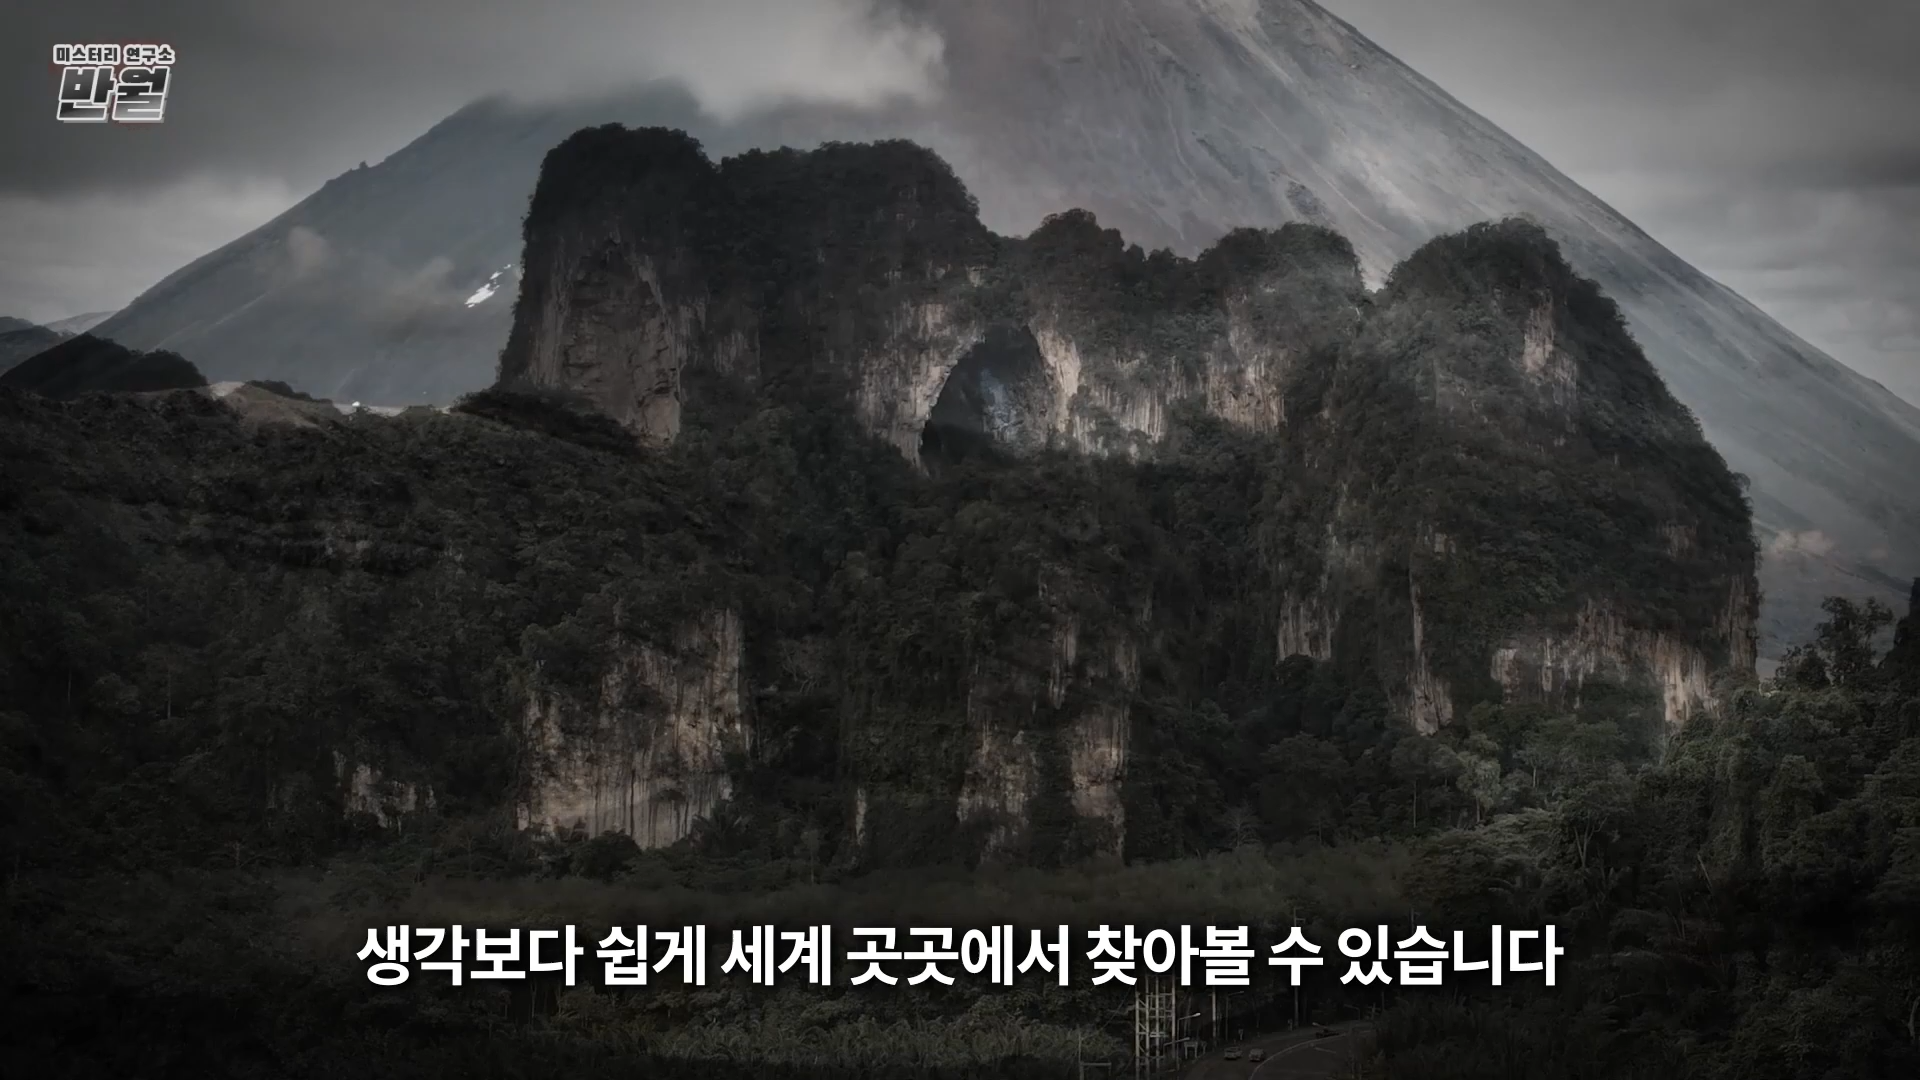 미스터리 연구소
반월
생각보다 쉽게 세계 곳곳에서 찾아볼 수 있습니다